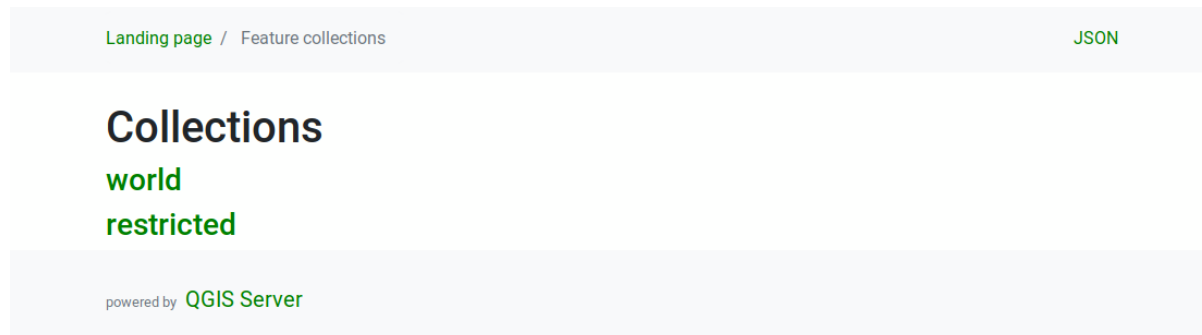 Landing page / Feature collections JSON
Collections
world
restricted
powered by QGIS Server